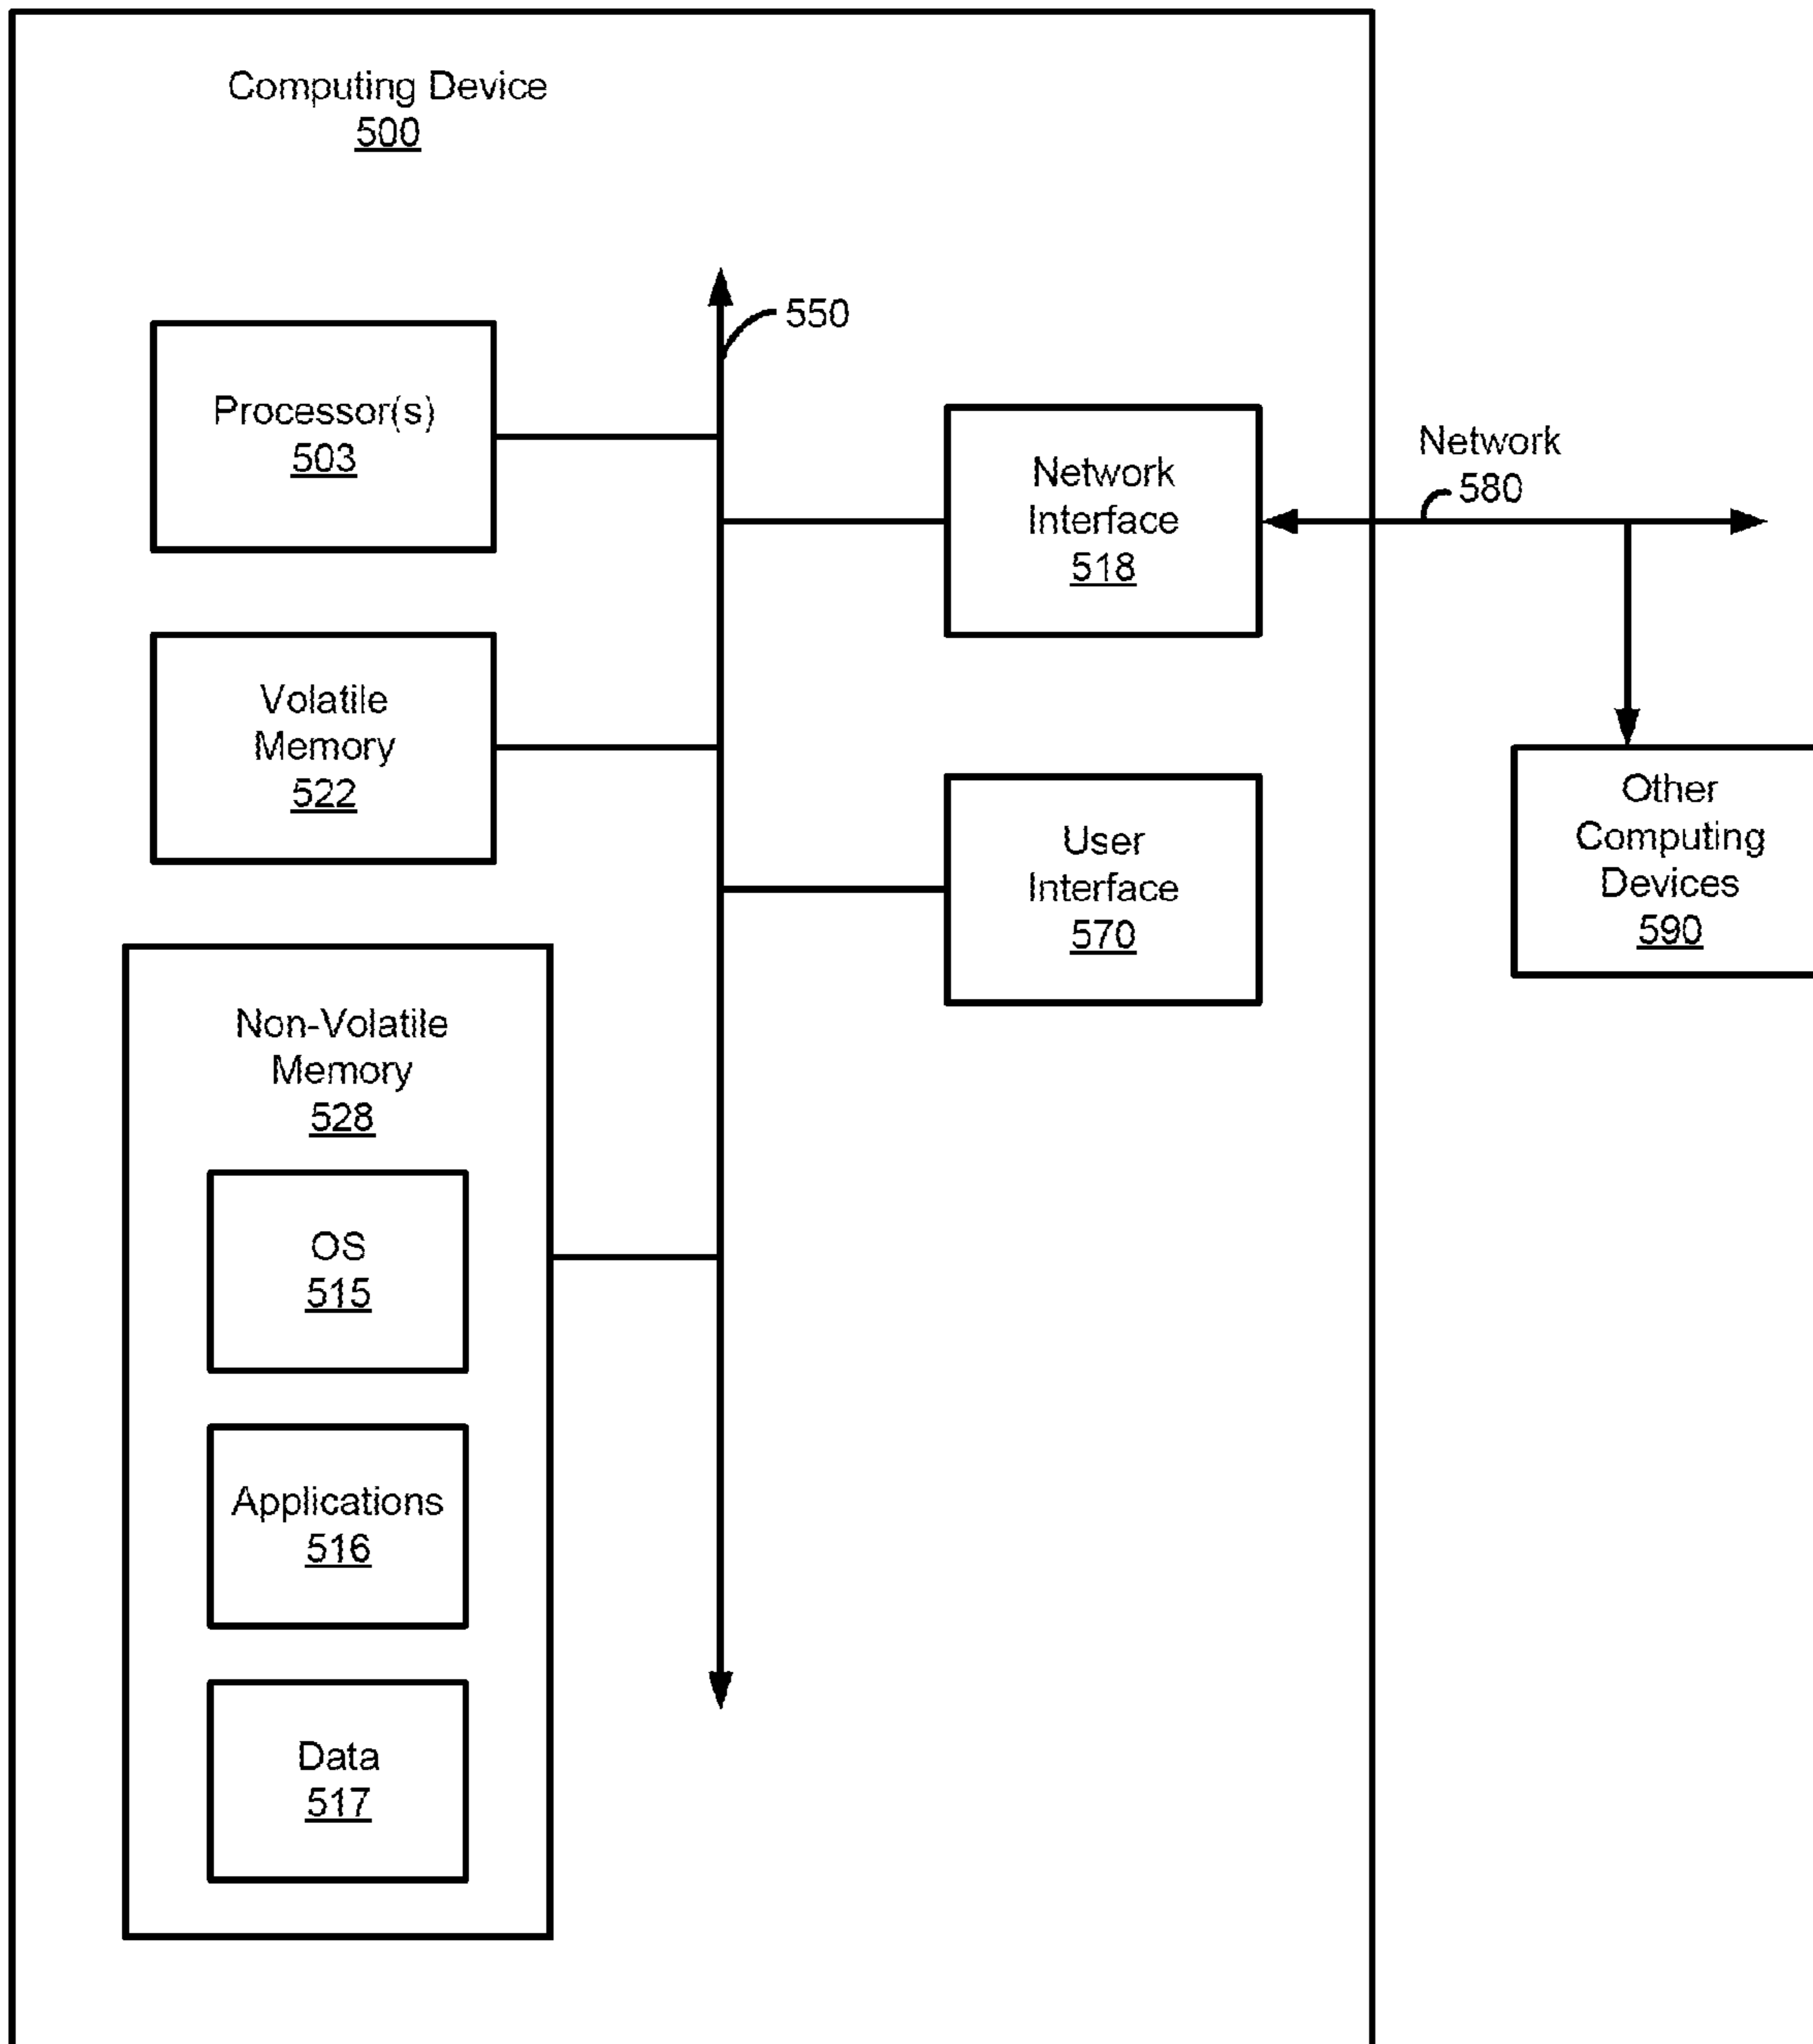 Computing Device
500
550
Processor(s)
503
Network
Interface
518
Network
580
Volatile
Memory
522
User
Interface
570
Other
Computing
Devices
590
Non-Volatile
Memory
528
OS
515
Applications
516
Data
517